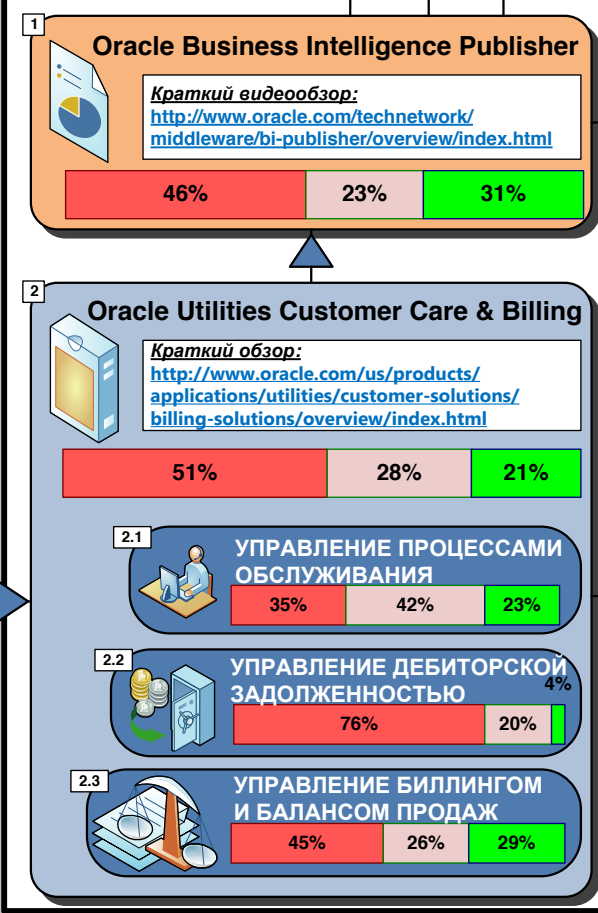 1
Oracle Business Intelligence Publisher
Краткий видеообзор:
http://www.oracle.com/technetwork/
middleware/bi-publisher/overview/index.html
46% 23% 31%
2
Oracle Utilities Customer Care & Billing
Краткий обзор:
http://www.oracle.com/us/products/
applications/utilities/customer-solutions/
billing-solutions/overview/index.html
51% 28% 21%
2.1
УПРАВЛЕНИЕ ПРОЦЕССАМИ
ОБСЛУЖИВАНИЯ
35% 42% 23%
2.2
УПРАВЛЕНИЕ ДЕБИТОРСКОЙ
ЗАДОЛЖЕННОСТЬЮ
4%
76% 20%
2.3
УПРАВЛЕНИЕ БИЛЛИНГОМ
И БАЛАНСОМ ПРОДАЖ
45% 26% 29%